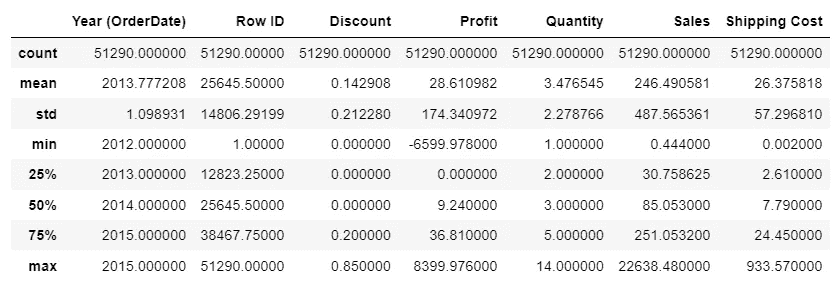 Year (OrderDate) Row ID Discount Profit Quantity Sales Shipping Cost
count 51290.000000 51290.00000 51290.000000 51290.000000 51290.000000 51290.000000 51290.000000
mean 2013.777208 25645.50000 0.142908 28.610982 3.476545 246.490581 26.375818
std 1.098931 14806.29199 0.212280 174.340972 2.278766 487.565361 57.296810
min 2012.000000 1.00000 0.000000 -6599.978000 1.000000 0.444000 0.002000
25% 2013.000000 12823.25000 0.000000 0.000000 2.000000 30.758625 2.610000
50% 2014.000000 25645.50000 0.000000 9.240000 3.000000 85.053000 7.790000
75% 2015.000000 38467.75000 0.200000 36.810000 5.000000 251.053200 24.450000
max 2015.000000 51290.00000 0.850000 8399.976000 14.000000 22638.480000 933.570000